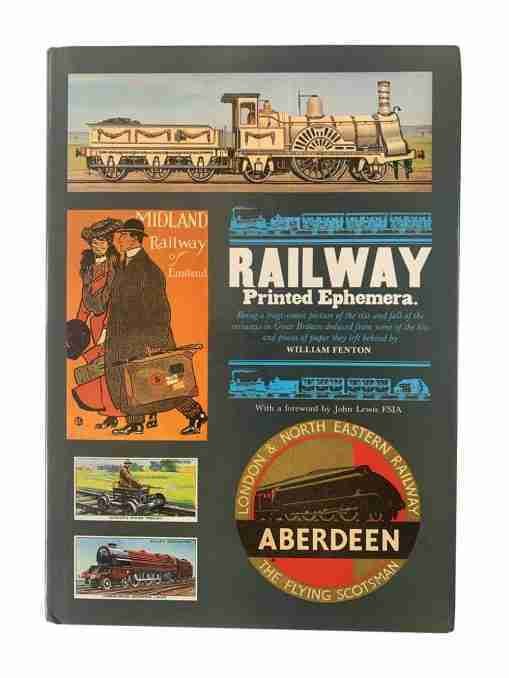 MIDLAND
Railway
of
England
RAILWAY
Printed Ephemera.
Being a tragi-comic picture of the rise and fall of the
railways in Great Britain deduced from some of the bits
and pieces of paper they left behind by
WILLIAM FENTON
With a foreword by John Lewis FSIA
LONDON & NORTH EASTERN RAILWAY
ABERDEEN
THE FLYING SCOTSMAN